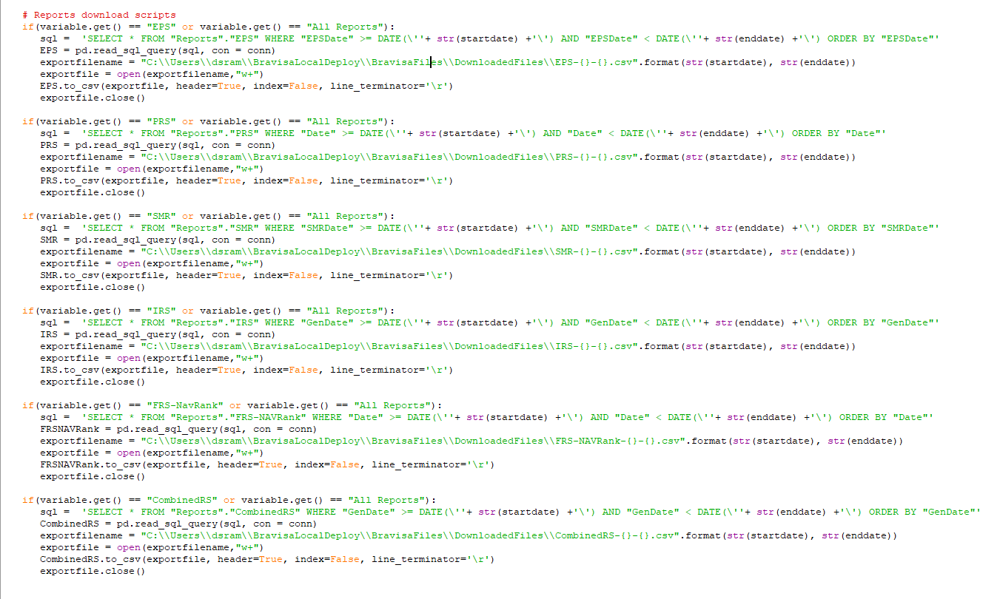 # Reports download scripts
if(variable.get() == "EPS" or variable.get() == "All Reports"):
sql =  'SELECT * FROM "Reports"."EPS" WHERE "EPSDate" >= DATE(\''+ str(startdate) +'\') AND "EPSDate" < DATE(\''+ str(enddate) +'\') ORDER BY "EPSDate"'
EPS = pd.read_sql_query(sql, con = conn)
exportfilename = "C:\\Users\\dsram\\BravisaLocalDeploy\\BravisaFiles\\DownloadedFiles\\EPS-{}-{}.csv".format(str(startdate), str(enddate))
exportfile = open(exportfilename,"w+")
EPS.to_csv(exportfile, header=True, index=False, line_terminator='\r')
exportfile.close()
if(variable.get() == "PRS" or variable.get() == "All Reports"):
sql =  'SELECT * FROM "Reports"."PRS" WHERE "Date" >= DATE(\''+ str(startdate) +'\') AND "Date" < DATE(\''+ str(enddate) +'\') ORDER BY "Date"'
PRS = pd.read_sql_query(sql, con = conn)
exportfilename = "C:\\Users\\dsram\\BravisaLocalDeploy\\BravisaFiles\\DownloadedFiles\\PRS-{}-{}.csv".format(str(startdate), str(enddate))
exportfile = open(exportfilename,"w+")
PRS.to_csv(exportfile, header=True, index=False, line_terminator='\r')
exportfile.close()
if(variable.get() == "SMR" or variable.get() == "All Reports"):
sql =  'SELECT * FROM "Reports"."SMR" WHERE "SMRDate" >= DATE(\''+ str(startdate) +'\') AND "SMRDate" < DATE(\''+ str(enddate) +'\') ORDER BY "SMRDate"'
SMR = pd.read_sql_query(sql, con = conn)
exportfilename = "C:\\Users\\dsram\\BravisaLocalDeploy\\BravisaFiles\\DownloadedFiles\\SMR-{}-{}.csv".format(str(startdate), str(enddate))
exportfile = open(exportfilename,"w+")
SMR.to_csv(exportfile, header=True, index=False, line_terminator='\r')
exportfile.close()
if(variable.get() == "IRS" or variable.get() == "All Reports"):
sql =  'SELECT * FROM "Reports"."IRS" WHERE "GenDate" >= DATE(\''+ str(startdate) +'\') AND "GenDate" < DATE(\''+ str(enddate) +'\') ORDER BY "GenDate"'
IRS = pd.read_sql_query(sql, con = conn)
exportfilename = "C:\\Users\\dsram\\BravisaLocalDeploy\\BravisaFiles\\DownloadedFiles\\IRS-{}-{}.csv".format(str(startdate), str(enddate))
exportfile = open(exportfilename,"w+")
IRS.to_csv(exportfile, header=True, index=False, line_terminator='\r')
exportfile.close()
if(variable.get() == "FRS-NavRank" or variable.get() == "All Reports"):
sql =  'SELECT * FROM "Reports"."FRS-NAVRank" WHERE "Date" >= DATE(\''+ str(startdate) +'\') AND "Date" < DATE(\''+ str(enddate) +'\') ORDER BY "Date"'
FRSNAVRank = pd.read_sql_query(sql, con = conn)
exportfilename = "C:\\Users\\dsram\\BravisaLocalDeploy\\BravisaFiles\\DownloadedFiles\\FRS-NAVRank-{}-{}.csv".format(str(startdate), str(enddate))
exportfile = open(exportfilename,"w+")
FRSNAVRank.to_csv(exportfile, header=True, index=False, line_terminator='\r')
exportfile.close()
if(variable.get() == "CombinedRS" or variable.get() == "All Reports"):
sql =  'SELECT * FROM "Reports"."CombinedRS" WHERE "GenDate" >= DATE(\''+ str(startdate) +'\') AND "GenDate" < DATE(\''+ str(enddate) +'\') ORDER BY "GenDate"'
CombinedRS = pd.read_sql_query(sql, con = conn)
exportfilename = "C:\\Users\\dsram\\BravisaLocalDeploy\\BravisaFiles\\DownloadedFiles\\CombinedRS-{}-{}.csv".format(str(startdate), str(enddate))
exportfile = open(exportfilename,"w+")
CombinedRS.to_csv(exportfile, header=True, index=False, line_terminator='\r')
exportfile.close()